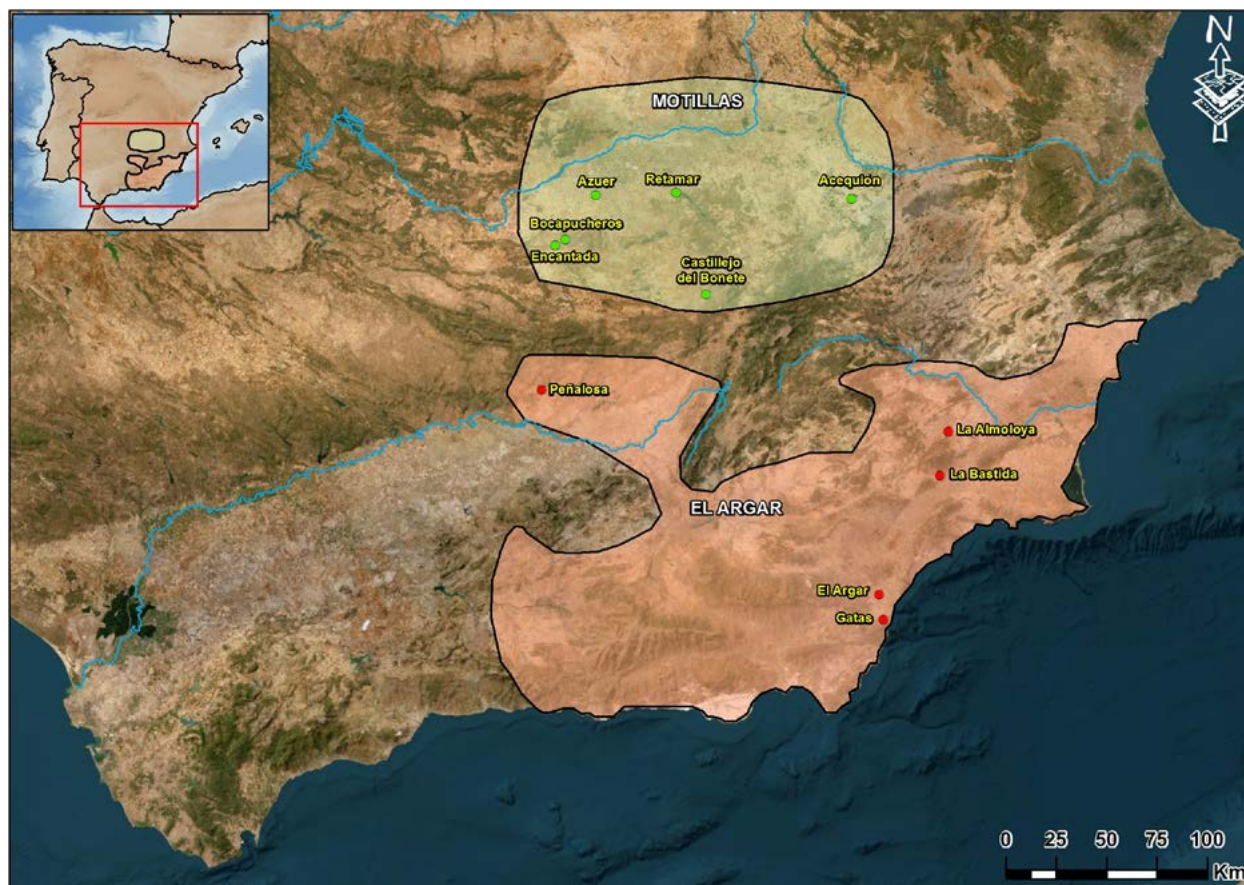 N
MOTILLAS
Azuer
Retamar
Acequión
Bocapucheros
Encantada
Castillejo
del Bonete
Peñalosa
La Almoloya
La Bastida
EL ARGAR
El Argar
Gatas
0 25 50 75 100
Km